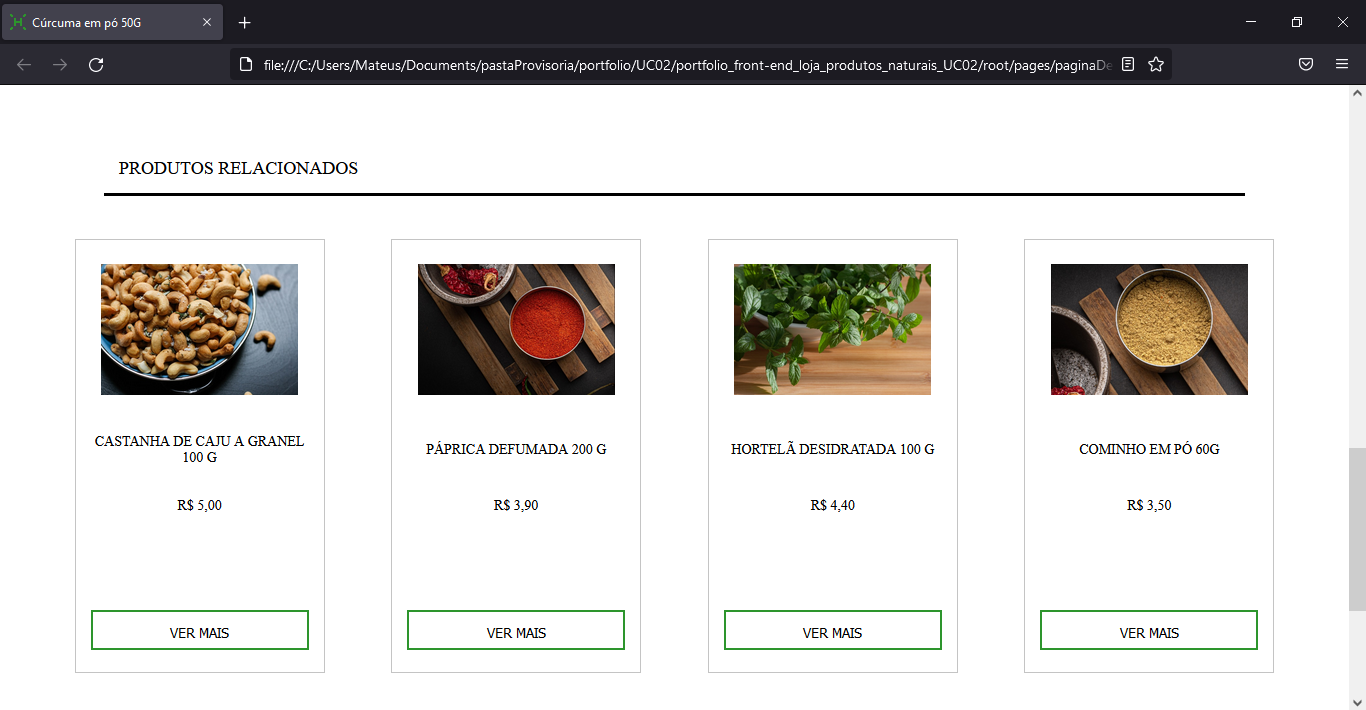 Cúrcuma em pó 50G
file:///C:/Users/Mateus/Documents/pastaProvisoria/portfolio/UC02/portfolio_front-end_loja_produtos_naturais_UC02/root/pages/paginaDe
PRODUTOS RELACIONADOS
CASTANHA DE CAJU A GRANEL
100 G
R$ 5,00
VER MAIS
PÁPRICA DEFUMADA 200 G
R$ 3,90
VER MAIS
HORTELÃ DESIDRATADA 100 G
R$ 4,40
VER MAIS
COMINHO EM PÓ 60G
R$ 3,50
VER MAIS